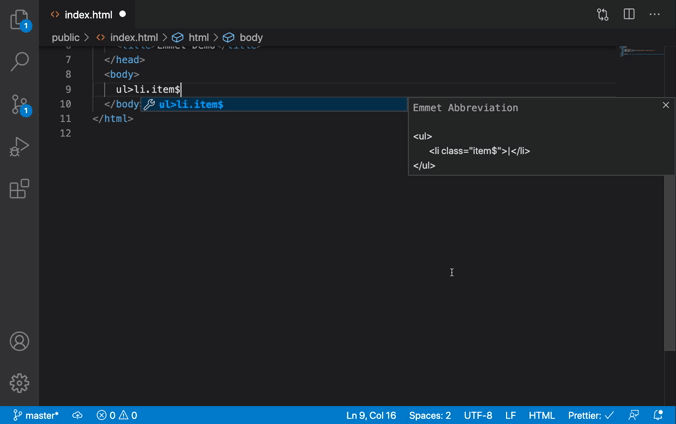 1
1
index.html
public > index.html > html > body
6 <title>Emmet Demo</title>
7 </head>
8 <body>
9 ul>li.item$
10 </body
11 </html>
12
ul>li.item$
Emmet Abbreviation
<ul>
<li class="item$">|</li>
</ul>
master* 0 0 Ln 9, Col 16 Spaces: 2 UTF-8 LF HTML Prettier: ✓